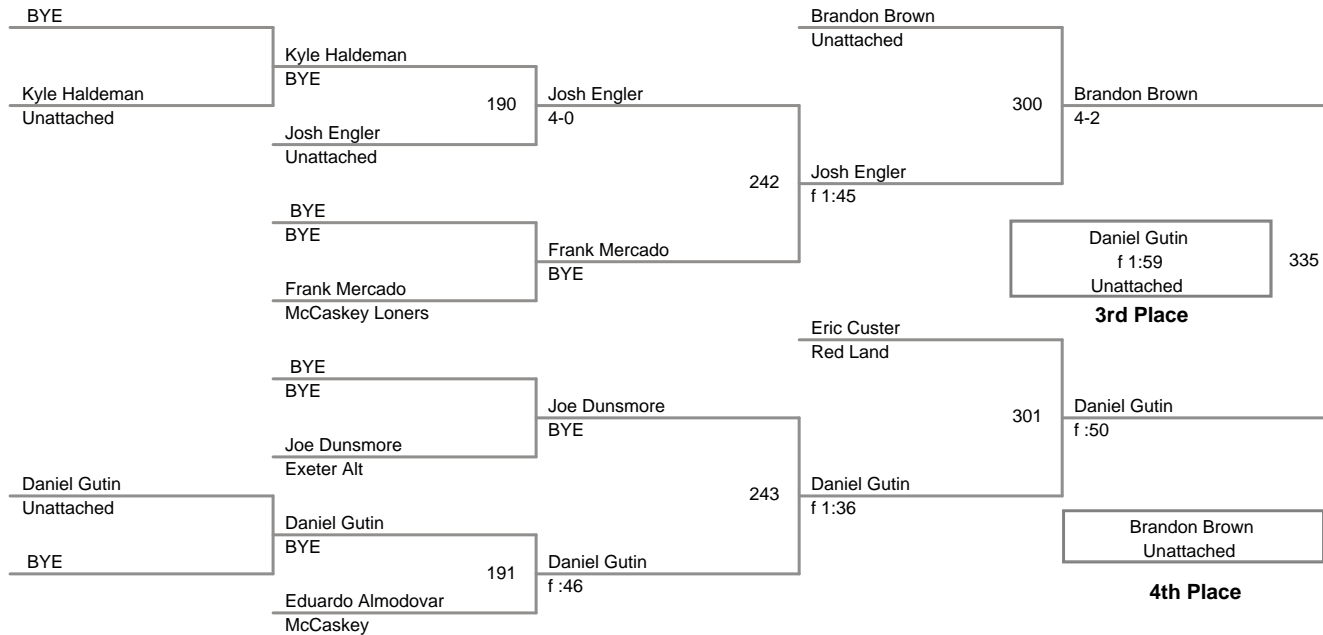 BYE
Kyle Haldeman
Unattached
Kyle Haldeman
BYE
190
Josh Engler
Unattached
Josh Engler
4-0
BYE
BYE
Frank Mercado
McCaskey Loners
Frank Mercado
BYE
242
Brandon Brown
Unattached
Josh Engler
f 1:45
300
Brandon Brown
4-2
Daniel Gutin
f 1:59
Unattached
335
3rd Place
BYE
BYE
Joe Dunsmore
Exeter Alt
Joe Dunsmore
BYE
Daniel Gutin
Unattached
BYE
Daniel Gutin
BYE
191
Eduardo Almodovar
McCaskey
Daniel Gutin
f :46
243
Eric Custer
Red Land
Daniel Gutin
f 1:36
301
Daniel Gutin
f :50
Brandon Brown
Unattached
4th Place